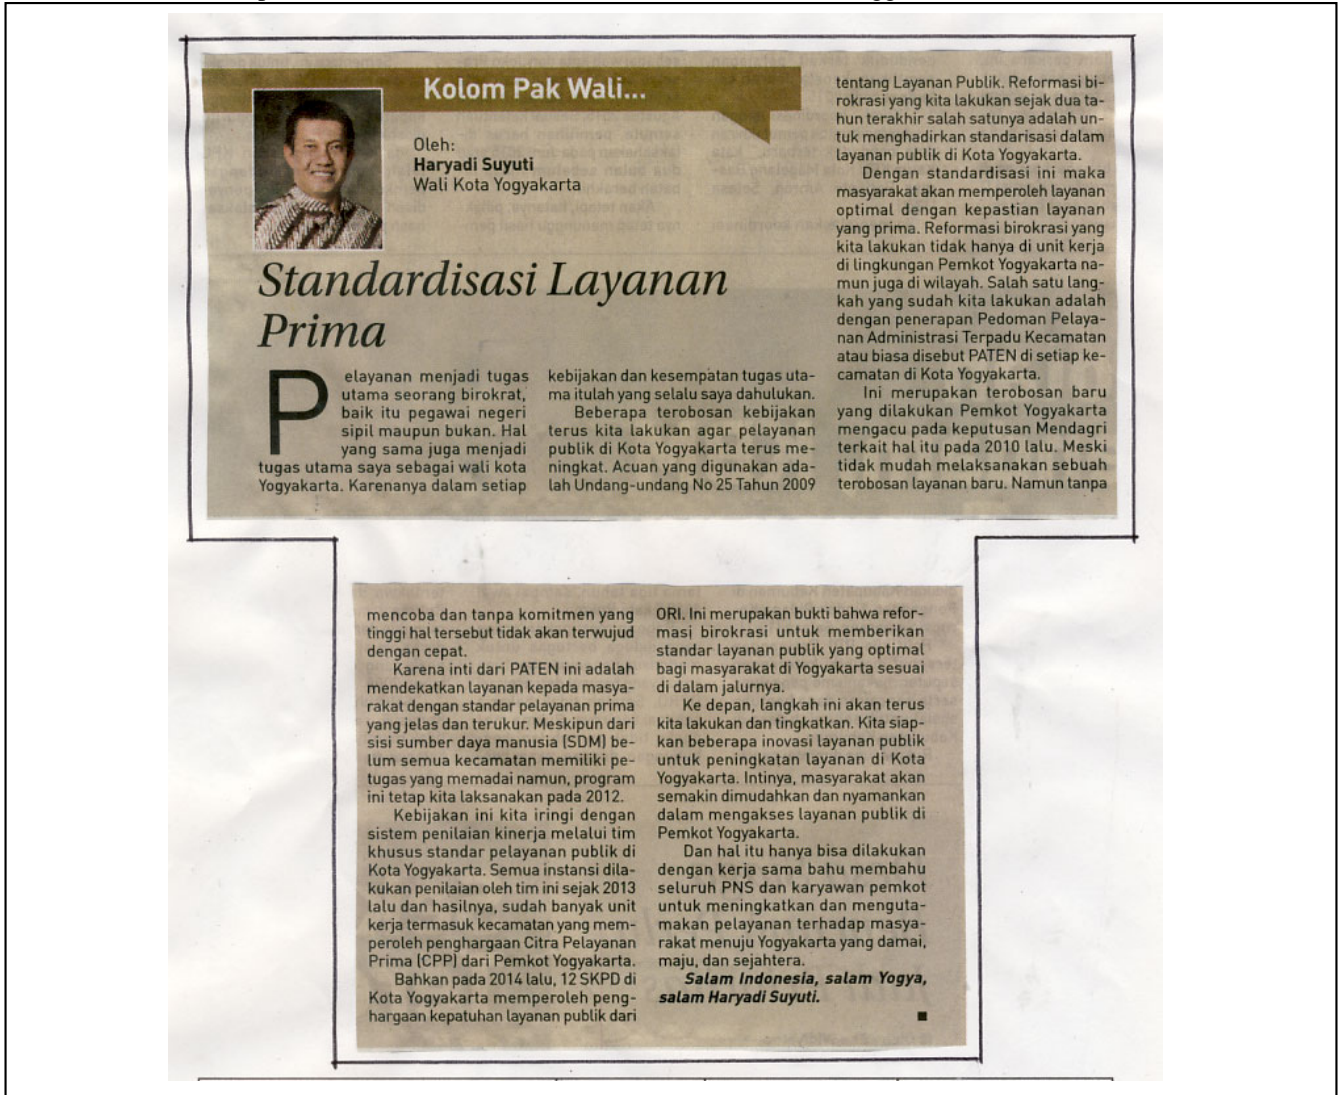 Kolom Pak Wali...
Oleh:
Haryadi Suyuti
Wali Kota Yogyakarta
Standardisasi Layanan
Prima
Pelayanan menjadi tugas
utama seorang birokrat,
baik itu pegawai negeri
sipil maupun bukan. Hal
yang sama juga menjadi
tugas utama saya sebagai wali kota
Yogyakarta. Karenanya dalam setiap
kebijakan dan kesempatan tugas uta-
ma itulah yang selalu saya dahulukan.
Beberapa terobosan kebijakan
terus kita lakukan agar pelayanan
publik di Kota Yogyakarta terus me-
ningkat. Acuan yang digunakan ada-
lah Undang-undang No 25 Tahun 2009
tentang Layanan Publik. Reformasi bi-
rokrasi yang kita lakukan sejak dua ta-
hun terakhir salah satunya adalah un-
tuk menghadirkan standarisasi dalam
layanan publik di Kota Yogyakarta.
Dengan standardisasi ini maka
masyarakat akan memperoleh layanan
optimal dengan kepastian layanan
yang prima. Reformasi birokrasi yang
kita lakukan tidak hanya di unit kerja
di lingkungan Pemkot Yogyakarta na-
mun juga di wilayah. Salah satu lang-
kah yang sudah kita lakukan adalah
dengan penerapan Pedoman Pelaya-
nan Administrasi Terpadu Kecamatan
atau biasa disebut PATEN di setiap ke-
camatan di Kota Yogyakarta.
Ini merupakan terobosan baru
yang dilakukan Pemkot Yogyakarta
mengacu pada keputusan Mendagri
terkait hal itu pada 2010 lalu. Meski
tidak mudah melaksanakan sebuah
terobosan layanan baru. Namun tanpa
mencoba dan tanpa komitmen yang
tinggi hal tersebut tidak akan terwujud
dengan cepat.
Karena inti dari PATEN ini adalah
mendekatkan layanan kepada masya-
rakat dengan standar pelayanan prima
yang jelas dan terukur. Meskipun dari
sisi sumber daya manusia (SDM) be-
lum semua kecamatan memiliki pe-
tugas yang memadai namun, program
ini tetap kita laksanakan pada 2012.
Kebijakan ini kita iringi dengan
sistem penilaian kinerja melalui tim
khusus standar pelayanan publik di
Kota Yogyakarta. Semua instansi dila-
kukan penilaian oleh tim ini sejak 2013
lalu dan hasilnya, sudah banyak unit
kerja termasuk kecamatan yang mem-
peroleh penghargaan Citra Pelayanan
Prima (CPP) dari Pemkot Yogyakarta.
Bahkan pada 2014 lalu, 12 SKPD di
Kota Yogyakarta memperoleh peng-
hargaan kepatuhan layanan publik dari
ORI. Ini merupakan bukti bahwa refor-
masi birokrasi untuk memberikan
standar layanan publik yang optimal
bagi masyarakat di Yogyakarta sesuai
di dalam jalurnya.
Ke depan, langkah ini akan terus
kita lakukan dan tingkatkan. Kita siap-
kan beberapa inovasi layanan publik
untuk peningkatan layanan di Kota
Yogyakarta. Intinya, masyarakat akan
semakin dimudahkan dan nyamankan
dalam mengakses layanan publik di
Pemkot Yogyakarta.
Dan hal itu hanya bisa dilakukan
dengan kerja sama bahu membahu
seluruh PNS dan karyawan pemkot
untuk meningkatkan dan menguta-
makan pelayanan terhadap masya-
rakat menuju Yogyakarta yang damai,
maju, dan sejahtera.
Salam Indonesia, salam Yogya,
salam Haryadi Suyuti.